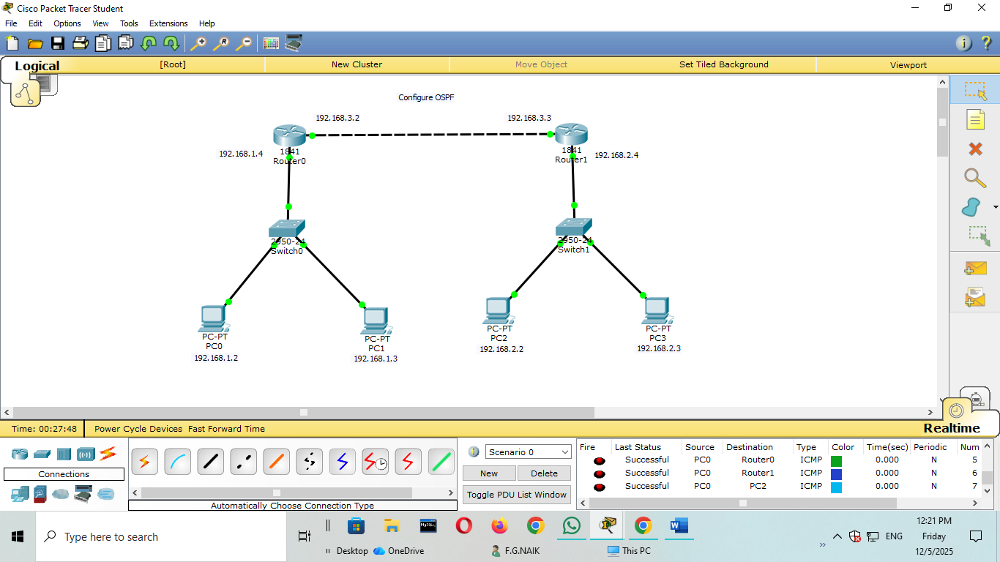 Cisco Packet Tracer Student
File Edit Options View Tools Extensions Help
Logical [Root] New Cluster Move Object Set Tiled Background Viewport
Configure OSPF
192.168.3.2 192.168.3.3
1841
Router0
192.168.1.4
1841
Router1
192.168.2.4
2950-24
Switch0
2950-24
Switch1
PC-PT
PC0
192.168.1.2
PC-PT
PC1
192.168.1.3
PC-PT
PC2
192.168.2.2
PC-PT
PC3
192.168.2.3
Time: 00:27:48 Power Cycle Devices Fast Forward Time
Realtime
Connections
Automatically Choose Connection Type
Scenario 0
New Delete
Toggle PDU List Window
Fire Last Status Source Destination Type Color Time(sec) Periodic Num
Successful PC0 Router0 ICMP 0.000 N 5
Successful PC0 Router1 ICMP 0.000 N 6
Successful PC0 PC2 ICMP 0.000 N 7
Type here to search
MySQL
Desktop OneDrive F.G.NAIK This PC
ENG
12:21 PM
Friday
12/5/2025